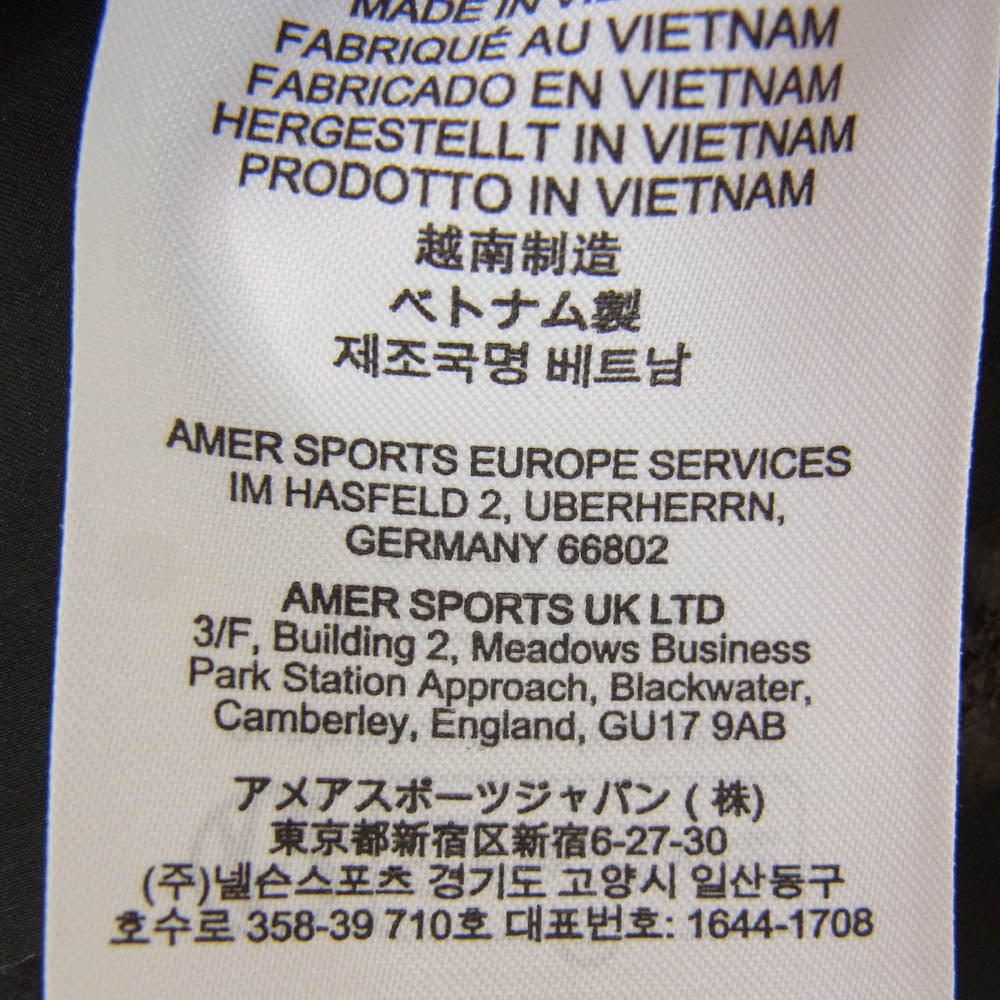 MADE IN
FABRIQUÉ AU VIETNAM
FABRICADO EN VIETNAM
HERGESTELLT IN VIETNAM
PRODOTTO IN VIETNAM
越南制造
ベトナム製
제조국명 베트남
AMER SPORTS EUROPE SERVICES
IM HASFELD 2, UBERHERRN,
GERMANY 66802
AMER SPORTS UK LTD
3/F, Building 2, Meadows Business
Park Station Approach, Blackwater,
Camberley, England, GU17 9AB
アメアスポーツジャパン (株)
東京都新宿区新宿6-27-30
(주)넬슨스포츠 경기도 고양시 일산동구
호수로 358-39 710호 대표번호: 1644-1708